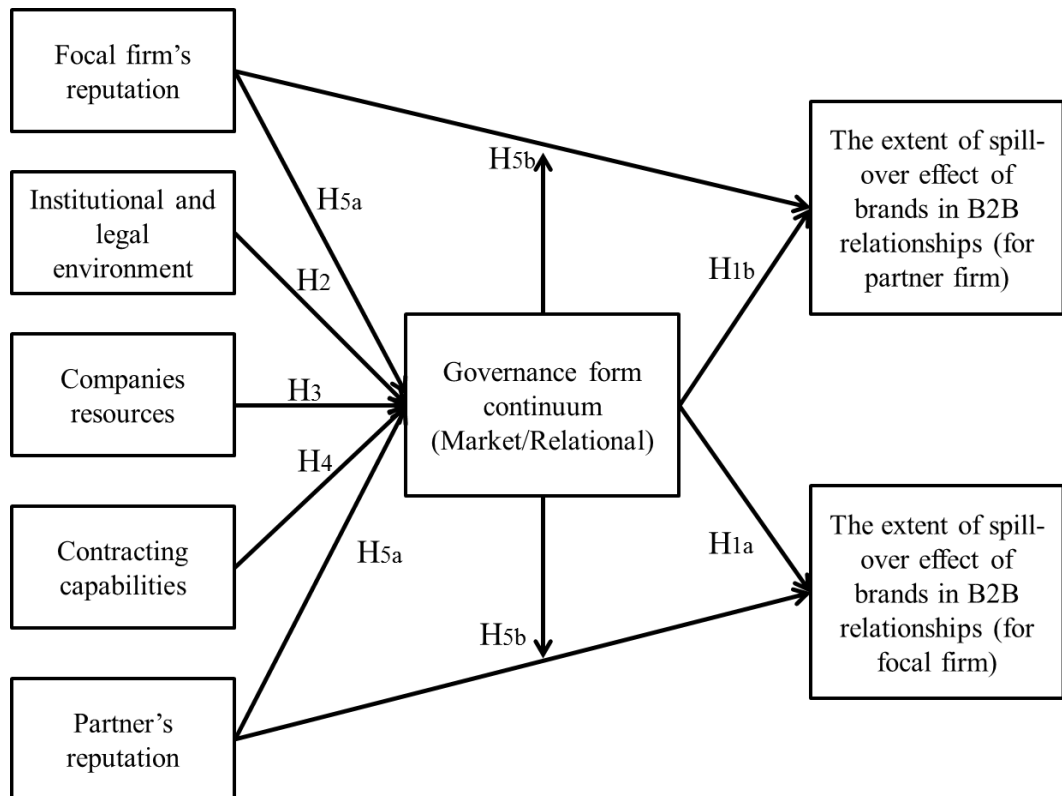 Focal firm's
reputation
Institutional and
legal
environment
Companies
resources
Contracting
capabilities
Partner's
reputation
H5a
H2
H3
H4
H5a
Governance form
continuum
(Market/Relational)
H5b
H5b
H1b
H1a
The extent of spill-
over effect of
brands in B2B
relationships (for
partner firm)
The extent of spill-
over effect of
brands in B2B
relationships (for
focal firm)